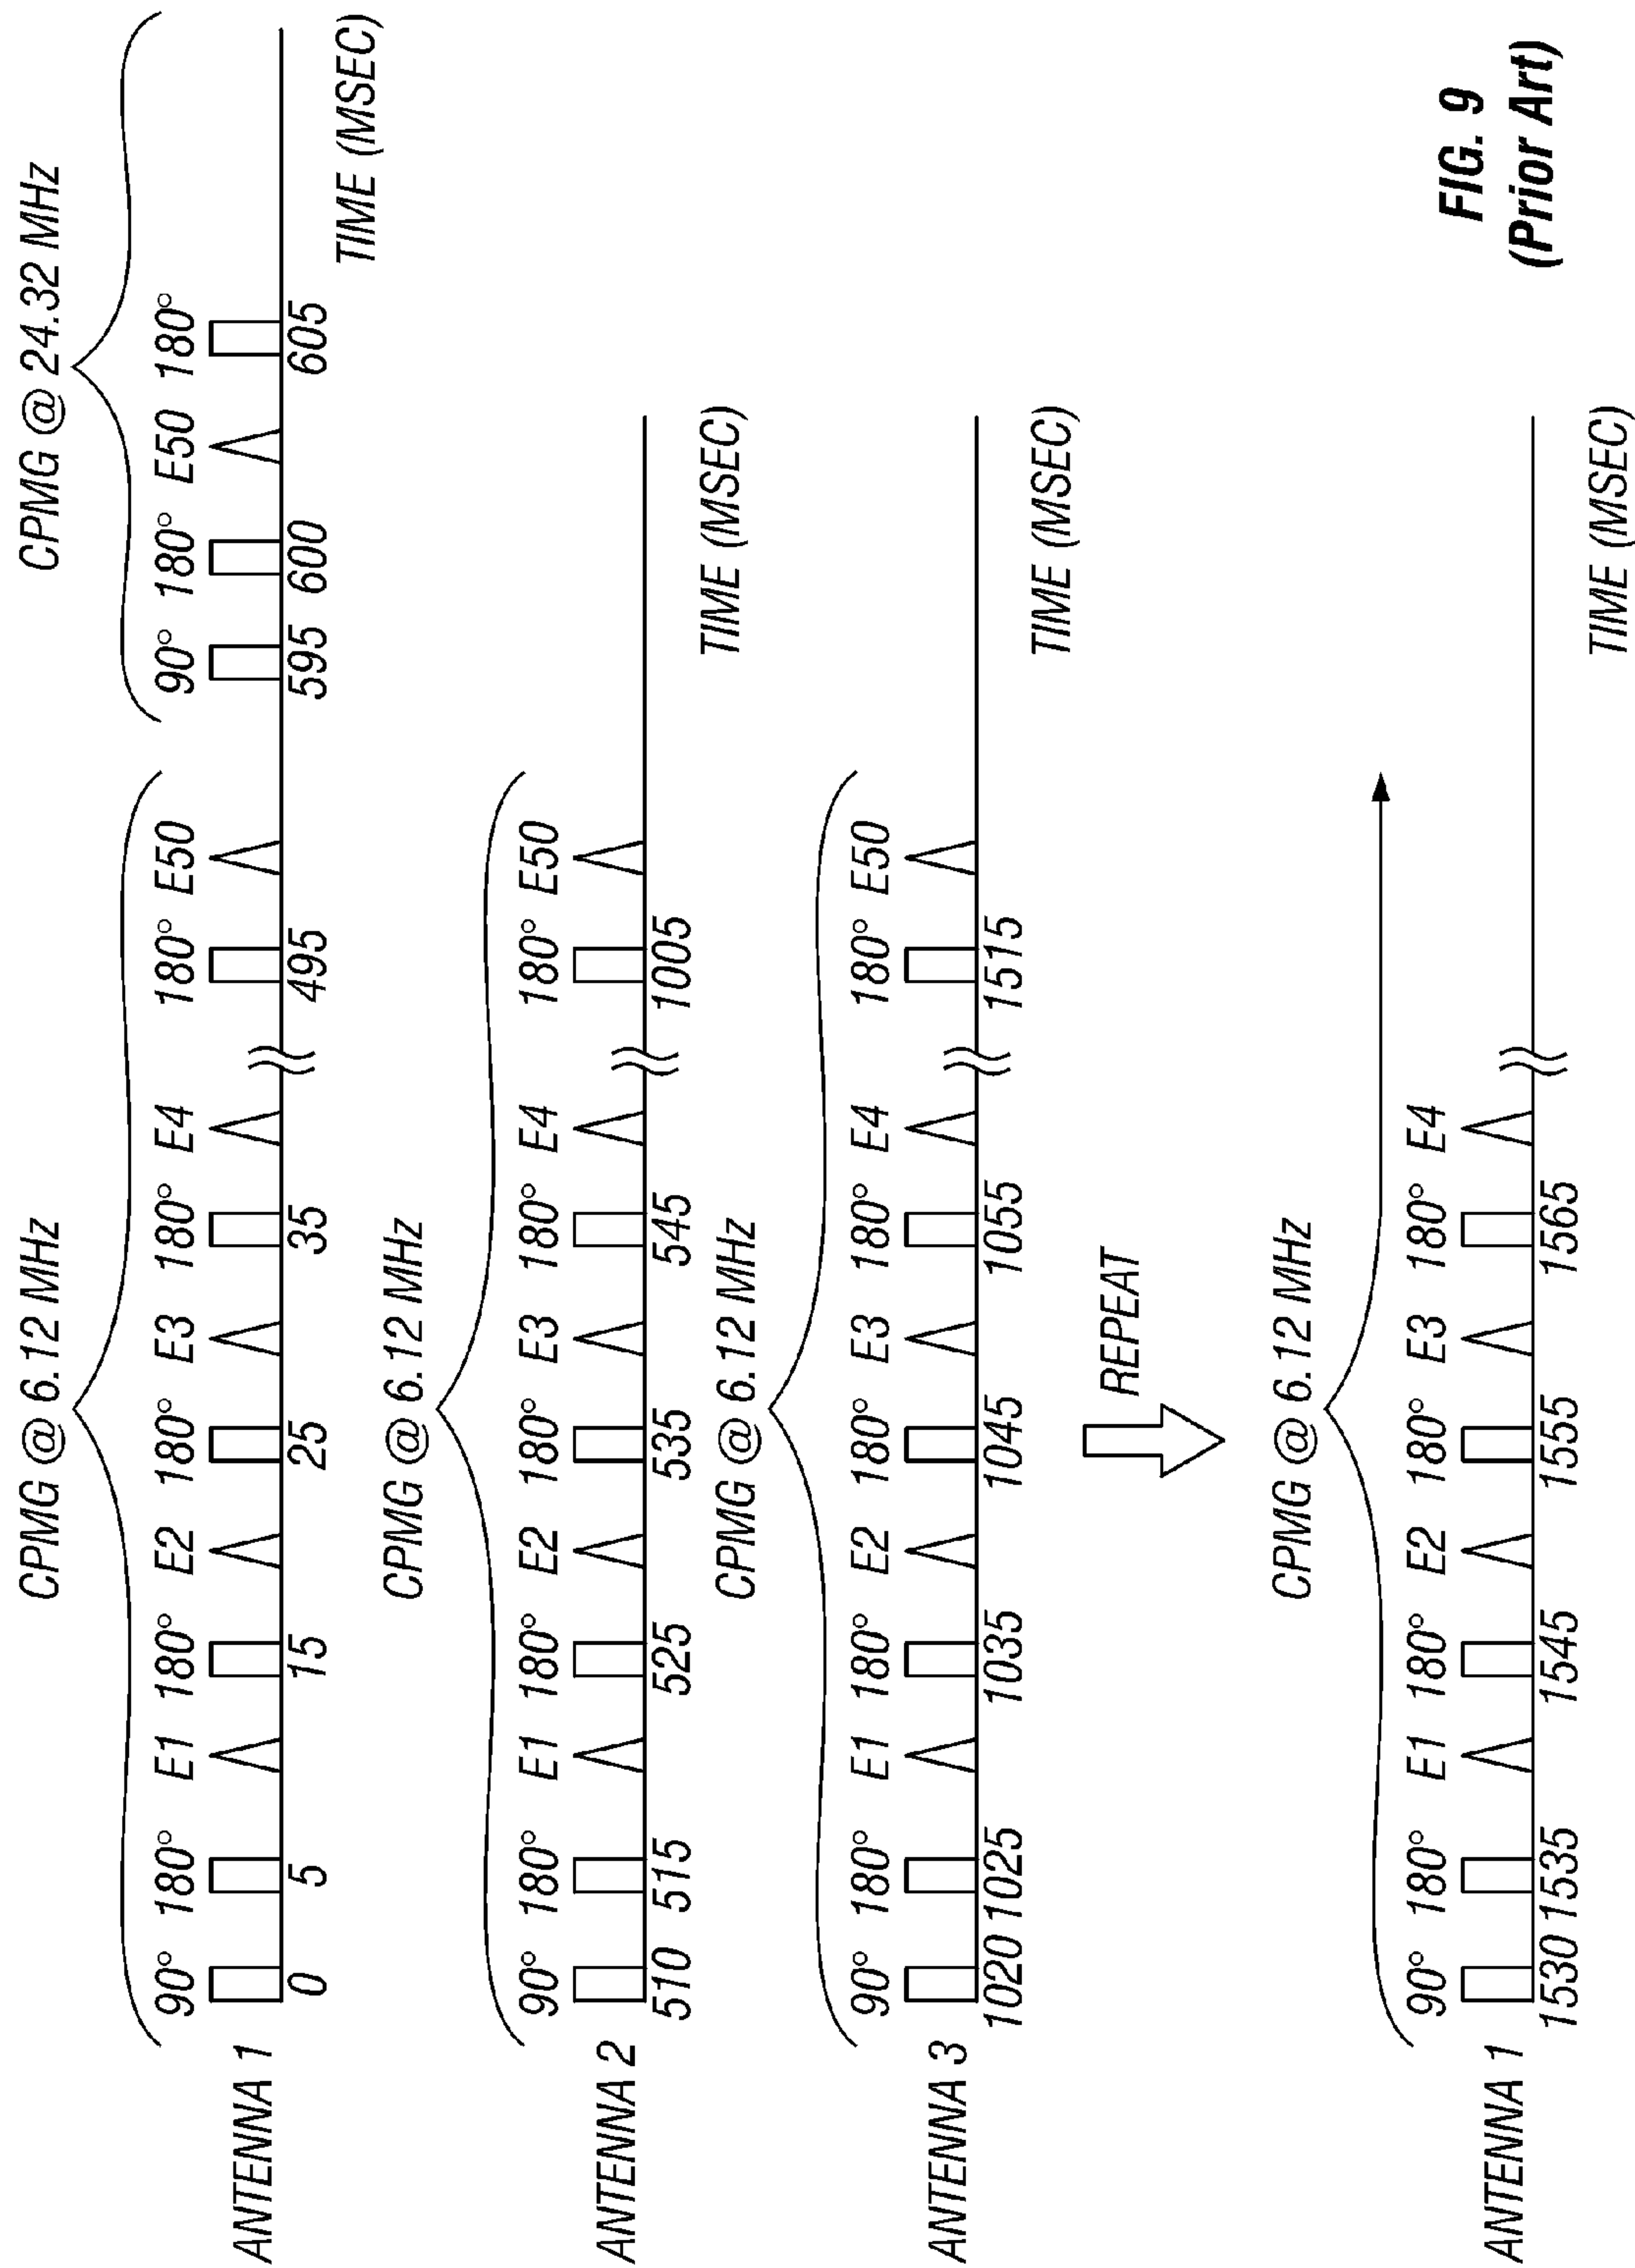 CPMG @ 6.12 MHz
CPMG @ 24.32 MHz
90° 180° E1 180° E2 180° E3 180° E4 180° E50 90° 180° E50 180°
ANTENNA 1
0 5 15 25 35 495 595 600 605
TIME (MSEC)
CPMG @ 6.12 MHz
90° 180° E1 180° E2 180° E3 180° E4 180° E50
ANTENNA 2
510 515 525 535 545 1005
TIME (MSEC)
CPMG @ 6.12 MHz
90° 180° E1 180° E2 180° E3 180° E4 180° E50
ANTENNA 3
1020 1025 1035 1045 1055 1515
TIME (MSEC)
REPEAT
CPMG @ 6.12 MHz
90° 180° E1 180° E2 180° E3 180° E4
ANTENNA 1
1530 1535 1545 1555 1565
TIME (MSEC)
FIG. 9
(Prior Art)